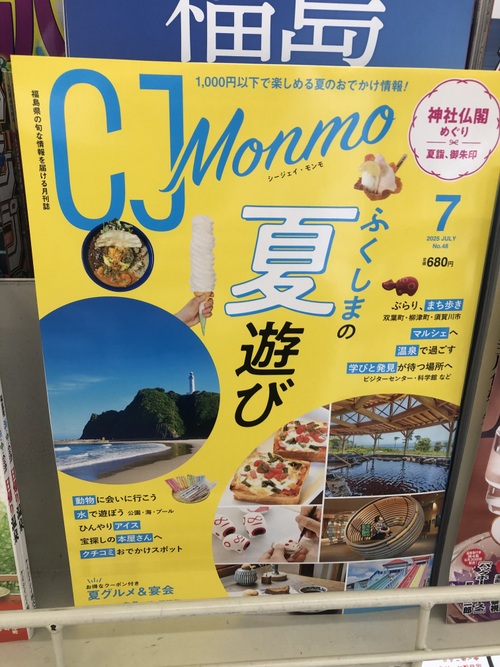 福島
1,000円以下で楽しめる夏のおでかけ情報!
福島県の旬な情報を届ける月刊誌
CJ Monmo
シージェイ・モンモ
神社仏閣
めぐり
夏詣、御朱印
7
2025 JULY
No.48
680円
ふくしまの
夏遊び
ぶらり、まち歩き
双葉町・柳津町・須賀川市
マルシェへ
温泉で過ごす
学びと発見が待つ場所へ
ビジターセンター・科学館 など
動物に会いに行こう
水で遊ぼう 公園・海・プール
ひんやりアイス
宝探しの本屋さんへ
クチコミおでかけスポット
お得なクーポン付き
夏グルメ&宴会